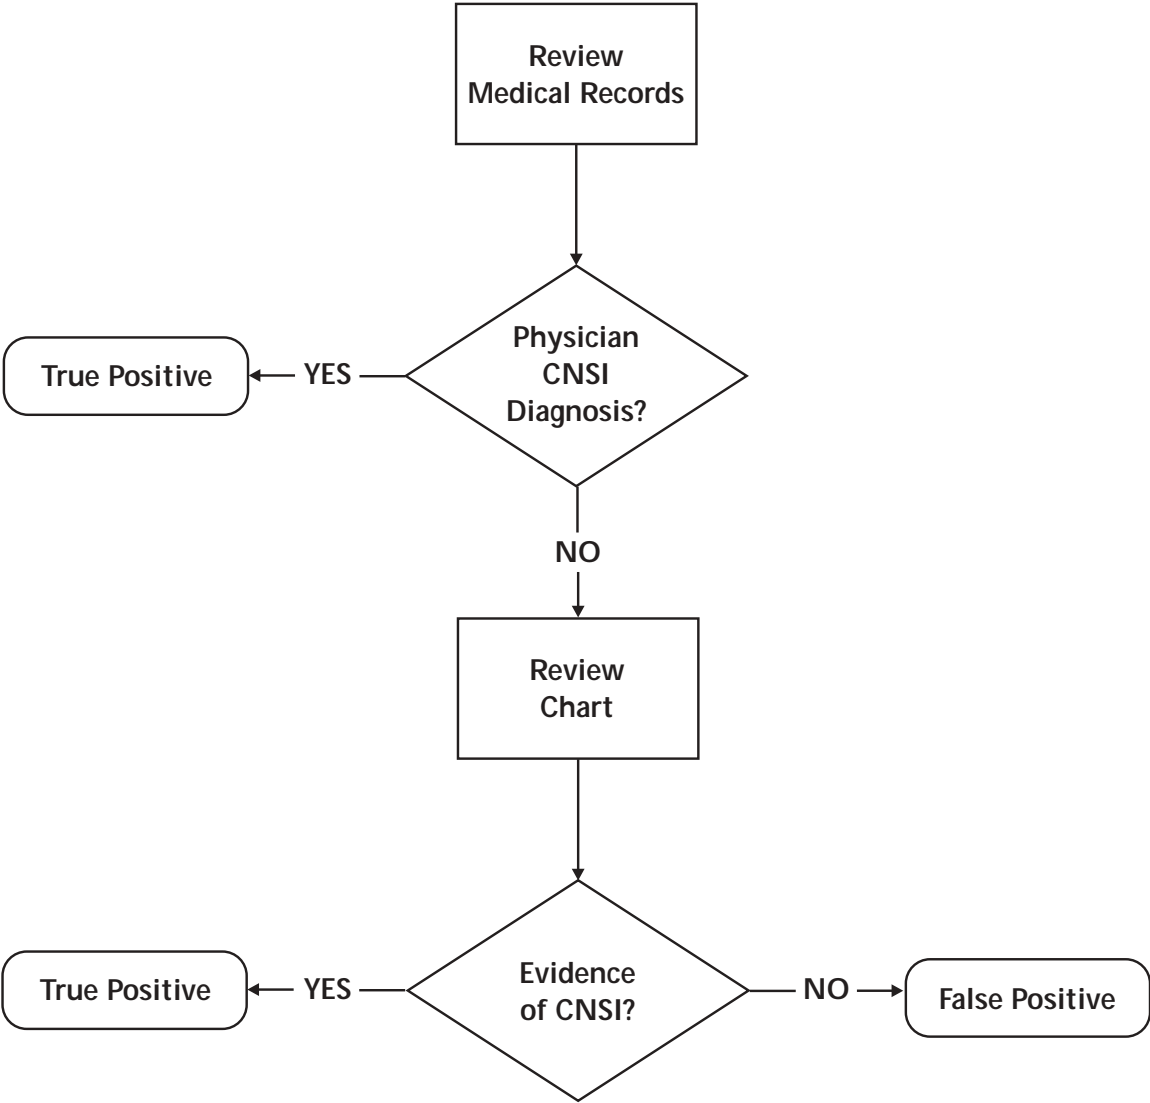 Review
Medical Records
Physician
CNSI
Diagnosis?
True Positive
YES
NO
Review
Chart
Evidence
of CNSI?
True Positive
YES
NO
False Positive